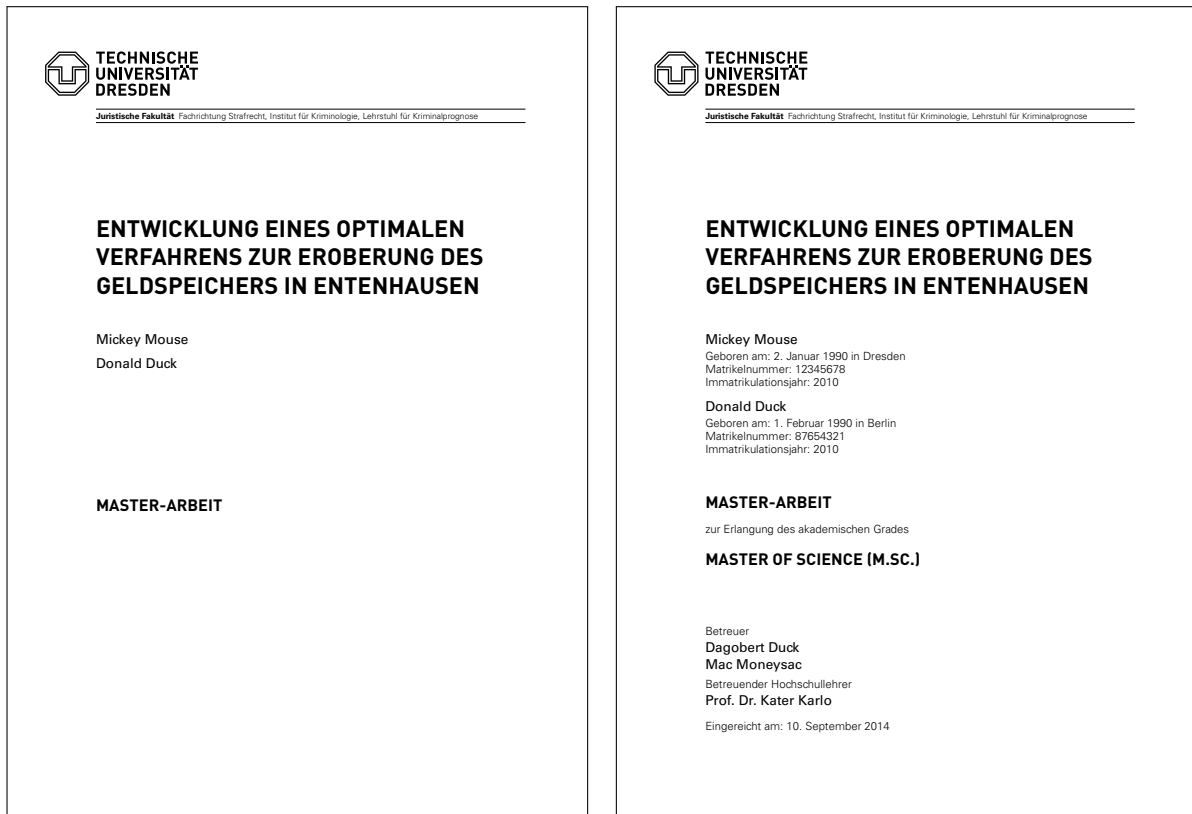 TECHNISCHE
UNIVERSITÄT
DRESDEN
Juristische Fakultät Fachrichtung Strafrecht, Institut für Kriminologie, Lehrstuhl für Kriminalprognose
ENTWICKLUNG EINES OPTIMALEN
VERFAHRENS ZUR EROBERUNG DES
GELDSPEICHERS IN ENTENHAUSEN
Mickey Mouse
Donald Duck
MASTER-ARBEIT
TECHNISCHE
UNIVERSITÄT
DRESDEN
Juristische Fakultät Fachrichtung Strafrecht, Institut für Kriminologie, Lehrstuhl für Kriminalprognose
ENTWICKLUNG EINES OPTIMALEN
VERFAHRENS ZUR EROBERUNG DES
GELDSPEICHERS IN ENTENHAUSEN
Mickey Mouse
Geboren am: 2. Januar 1990 in Dresden
Matrikelnummer: 12345678
Immatrikulationsjahr: 2010
Donald Duck
Geboren am: 1. Februar 1990 in Berlin
Matrikelnummer: 87654321
Immatrikulationsjahr: 2010
MASTER-ARBEIT
zur Erlangung des akademischen Grades
MASTER OF SCIENCE (M.SC.)
Betreuer
Dagobert Duck
Mac Moneysac
Betreuender Hochschullehrer
Prof. Dr. Kater Karlo
Eingereicht am: 10. September 2014